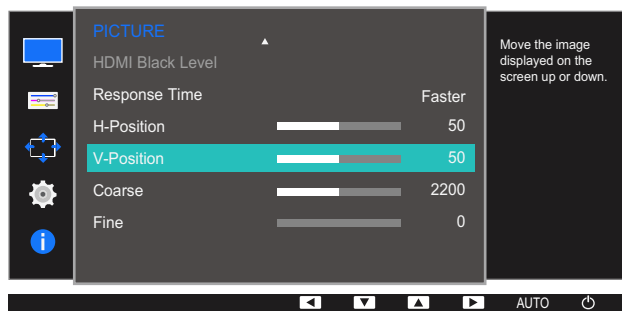 PICTURE
HDMI Black Level
Response Time Faster
H-Position 50
V-Position 50
Coarse 2200
Fine 0
Move the image
displayed on the
screen up or down.
AUTO